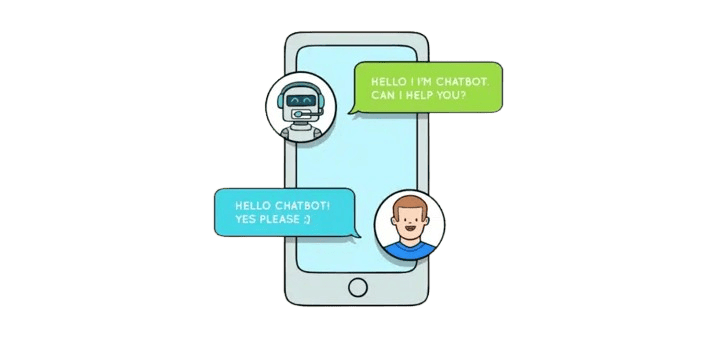 HELLO ! I'M CHATBOT.
CAN I HELP YOU?
HELLO CHATBOT!
YES PLEASE ;)